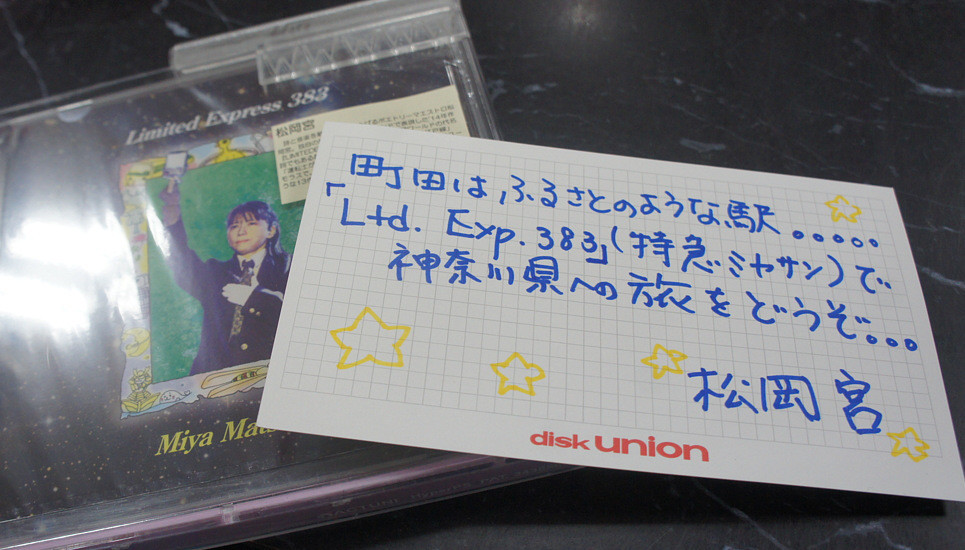 Limited Express 383
松岡宮
Miya
町田は、ふるさとのような駅。。。。。
「Ltd. Exp. 383」(特急ミヤサン)で
神奈川県への旅をどうぞ。。。
松岡宮
disk union